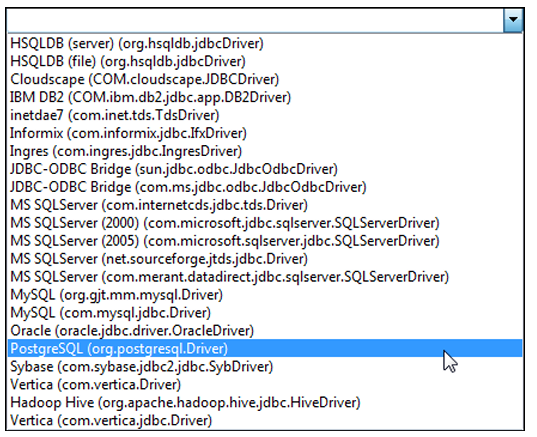 HSQLDB (server) (org.hsqldb.jdbcDriver)
HSQLDB (file) (org.hsqldb.jdbcDriver)
Cloudscape (COM.cloudscape.JDBCDriver)
IBM DB2 (COM.ibm.db2.jdbc.app.DB2Driver)
inetdae7 (com.inet.tds.TdsDriver)
Informix (com.informix.jdbc.IfxDriver)
Ingres (com.ingres.jdbc.IngresDriver)
JDBC-ODBC Bridge (sun.jdbc.odbc.JdbcOdbcDriver)
JDBC-ODBC Bridge (com.ms.jdbc.odbc.JdbcOdbcDriver)
MS SQLServer (com.internetcds.jdbc.tds.Driver)
MS SQLServer (2000) (com.microsoft.jdbc.sqlserver.SQLServerDriver)
MS SQLServer (2005) (com.microsoft.sqlserver.jdbc.SQLServerDriver)
MS SQLServer (net.sourceforge.jtds.jdbc.Driver)
MS SQLServer (com.merant.datadirect.jdbc.sqlserver.SQLServerDriver)
MySQL (org.gjt.mm.mysql.Driver)
MySQL (com.mysql.jdbc.Driver)
Oracle (oracle.jdbc.driver.OracleDriver)
PostgreSQL (org.postgresql.Driver)
Sybase (com.sybase.jdbc2.jdbc.SybDriver)
Vertica (com.vertica.Driver)
Hadoop Hive (org.apache.hadoop.hive.jdbc.HiveDriver)
Vertica (com.vertica.jdbc.Driver)